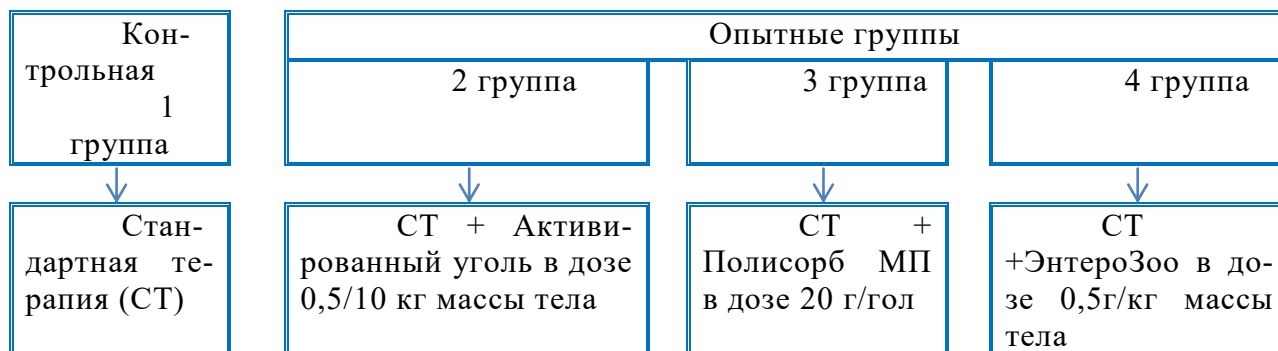 Кон-
трольная
1
группа
Опытные группы
2 группа
3 группа
4 группа
Стан-
дартная те-
рапия (СТ)
СТ + Активи-
рованный уголь в дозе
0,5/10 кг массы тела
СТ +
Полисорб МП
в дозе 20 г/гол
СТ
+ЭнтероЗоо в до-
зе 0,5г/кг массы
тела